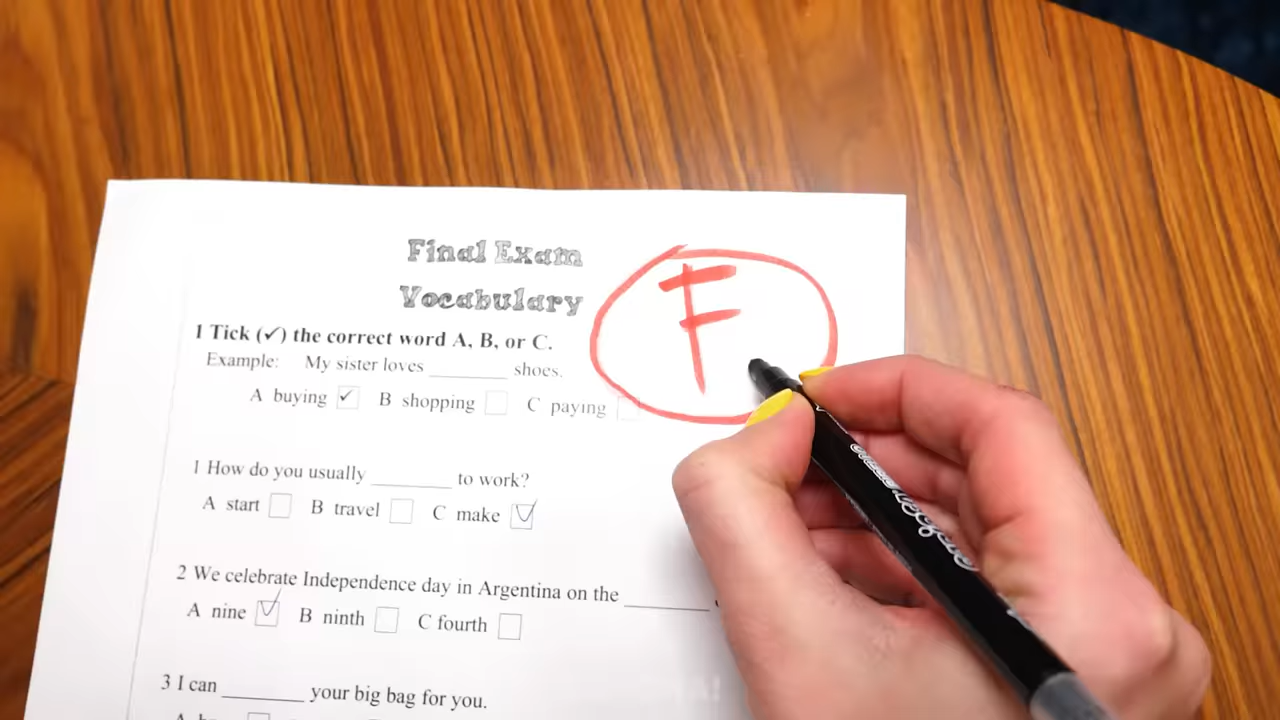 Final Exam
Vocabulary
F
1 Tick (✓) the correct word A, B, or C.
Example: My sister loves ________ shoes.
A buying ✓ B shopping C paying
1 How do you usually ________ to work?
A start B travel C make ✓
2 We celebrate Independence day in Argentina on the ________
A nine ✓ B ninth C fourth
3 I can ________ your big bag for you.
A